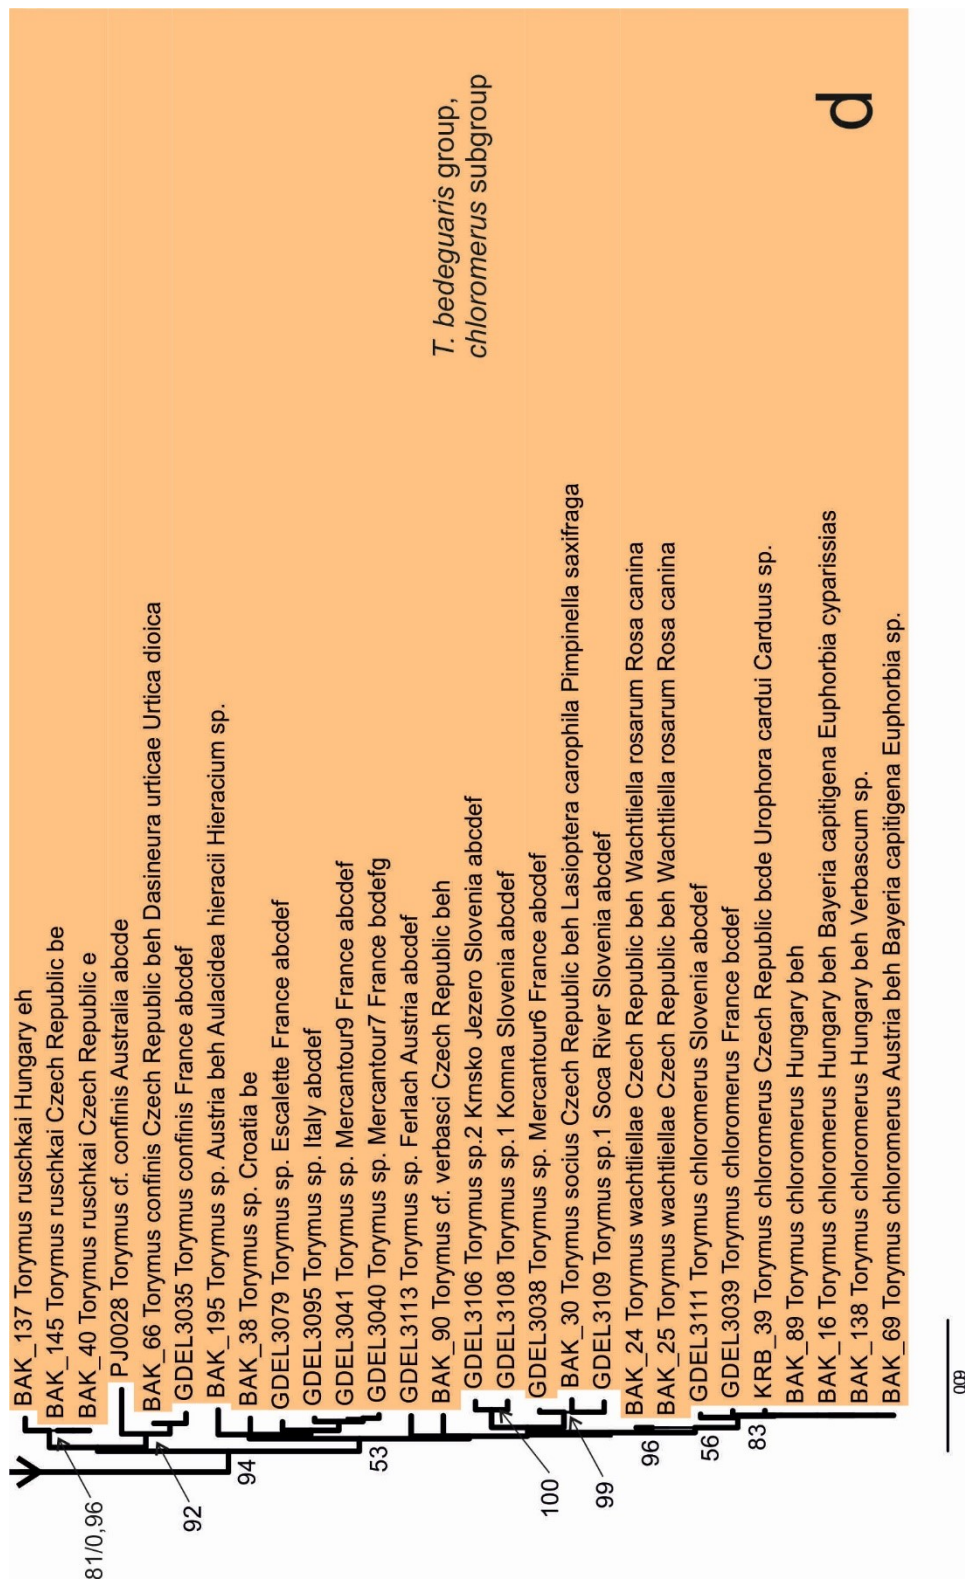 BAK_137 Torymus ruschkai Hungary eh
BAK_145 Torymus ruschkai Czech Republic be
BAK_40 Torymus ruschkai Czech Republic e
PJ0028 Torymus cf. confinis Australia abcde
BAK_66 Torymus confinis Czech Republic beh Dasineura urticae Urtica dioica
GDEL3035 Torymus confinis France abcdef
BAK_195 Torymus sp. Austria beh Aulacidea hieracii Hieracium sp.
BAK_38 Torymus sp. Croatia be
GDEL3079 Torymus sp. Escalette France abcdef
GDEL3095 Torymus sp. Italy abcdef
GDEL3041 Torymus sp. Mercantour9 France abcdef
GDEL3040 Torymus sp. Mercantour7 France bcdefg
GDEL3113 Torymus sp. Ferlach Austria abcdef
BAK_90 Torymus cf. verbasci Czech Republic beh
GDEL3106 Torymus sp.2 Krnsko Jezero Slovenia abcdef
GDEL3108 Torymus sp.1 Komna Slovenia abcdef
GDEL3038 Torymus sp. Mercantour6 France abcdef
BAK_30 Torymus socius Czech Republic beh Lasioptera carophila Pimpinella saxifraga
GDEL3109 Torymus sp.1 Soca River Slovenia abcdef
BAK_24 Torymus wachtliellae Czech Republic beh Wachtliella rosarum Rosa canina
BAK_25 Torymus wachtliellae Czech Republic beh Wachtliella rosarum Rosa canina
GDEL3111 Torymus chloromerus Slovenia abcdef
GDEL3039 Torymus chloromerus France bcdef
KRB_39 Torymus chloromerus Czech Republic bcde Urophora cardui Carduus sp.
BAK_89 Torymus chloromerus Hungary beh
BAK_16 Torymus chloromerus Hungary beh Bayeria capitigena Euphorbia cyparissias
BAK_138 Torymus chloromerus Hungary beh Verbascum sp.
BAK_69 Torymus chloromerus Austria beh Bayeria capitigena Euphorbia sp.
T. bedeguaris group,
chloromerus subgroup
d
81/0,96
92
94
53
100
99
96
56
83
0.09